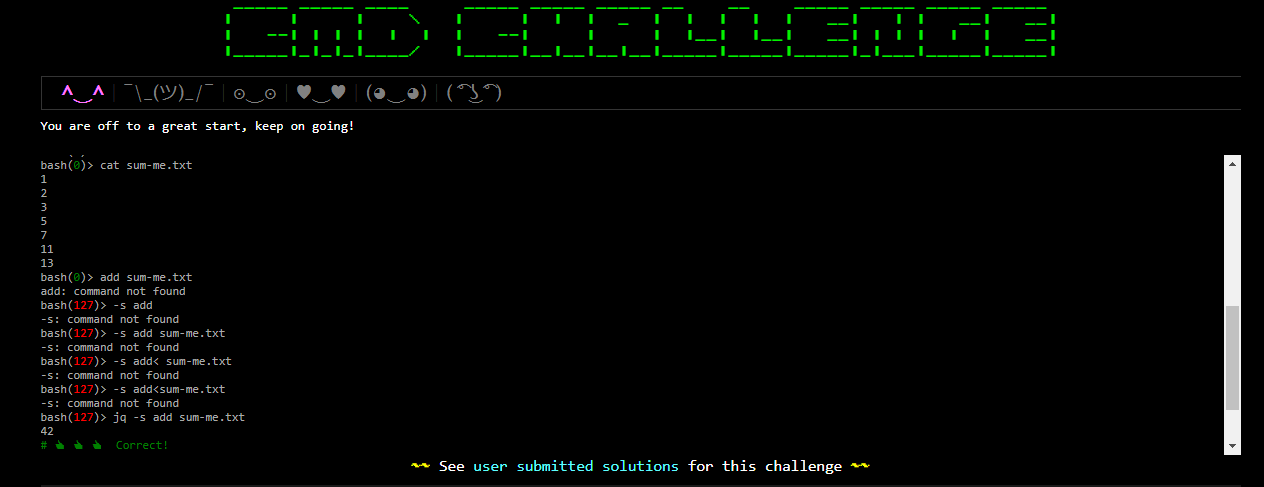 CMD CHALLENGE
^‿^ ¯\_(ツ)_/¯ ⊙‿⊙ ♥‿♥ (◕‿◕) ( ͡° ͜ʖ ͡°)
You are off to a great start, keep on going!
bash(0)> cat sum-me.txt
1
2
3
5
7
11
13
bash(0)> add sum-me.txt
add: command not found
bash(127)> -s add
-s: command not found
bash(127)> -s add sum-me.txt
-s: command not found
bash(127)> -s add< sum-me.txt
-s: command not found
bash(127)> -s add<sum-me.txt
-s: command not found
bash(127)> jq -s add sum-me.txt
42
# 👍 👍 👍 Correct!
~~ See user submitted solutions for this challenge ~~